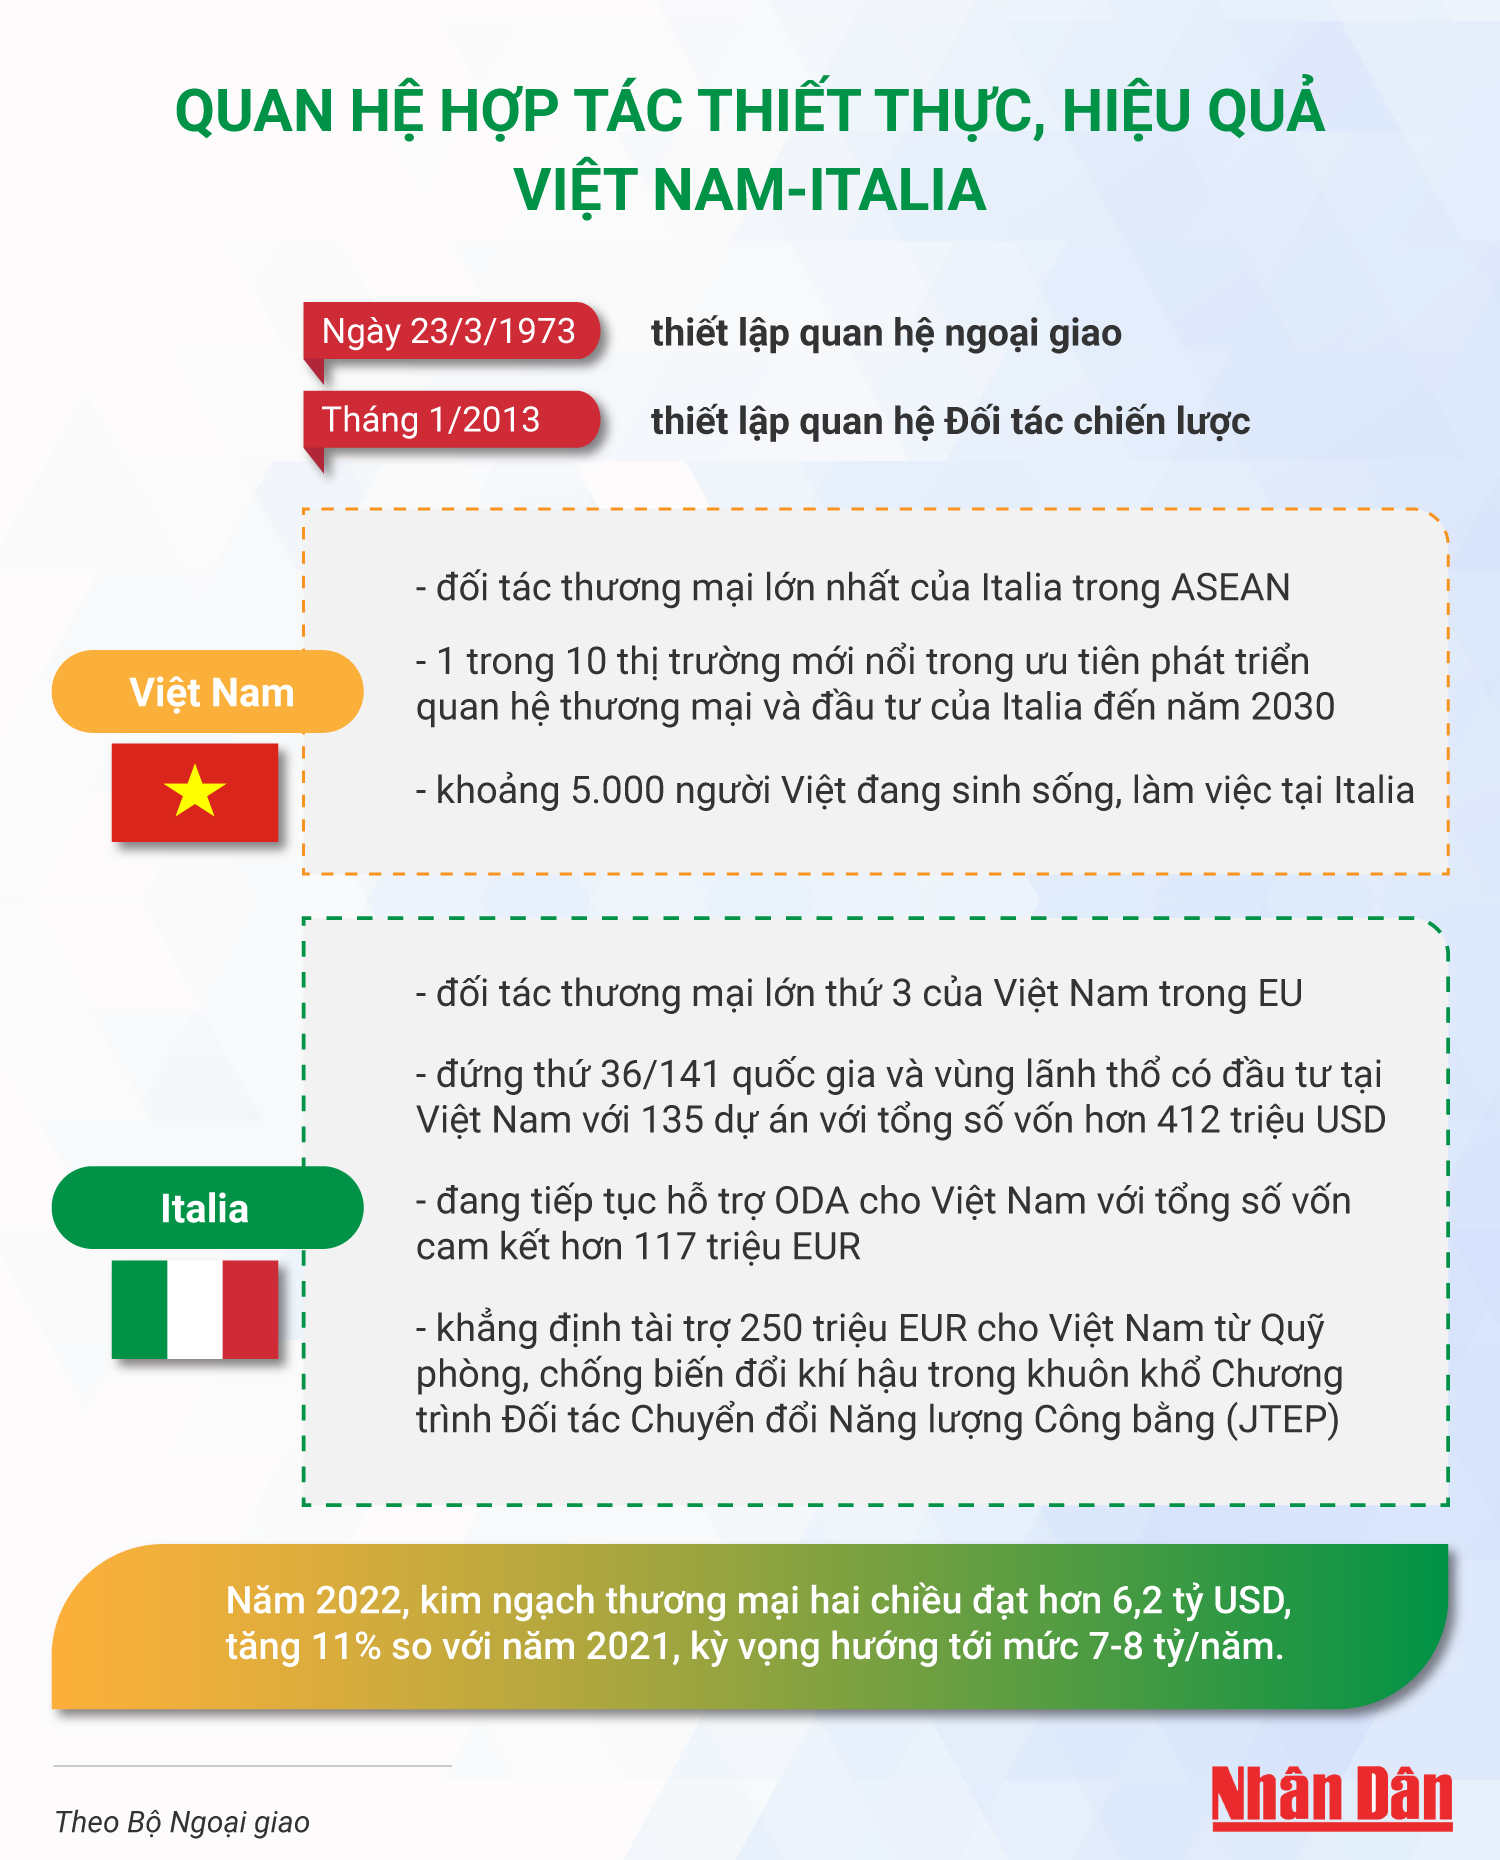 QUAN HỆ HỢP TÁC THIẾT THỰC, HIỆU QUẢ
VIỆT NAM-ITALIA
Ngày 23/3/1973
thiết lập quan hệ ngoại giao
Tháng 1/2013
thiết lập quan hệ Đối tác chiến lược
Việt Nam
- đối tác thương mại lớn nhất của Italia trong ASEAN
- 1 trong 10 thị trường mới nổi trong ưu tiên phát triển
quan hệ thương mại và đầu tư của Italia đến năm 2030
- khoảng 5.000 người Việt đang sinh sống, làm việc tại Italia
Italia
- đối tác thương mại lớn thứ 3 của Việt Nam trong EU
- đứng thứ 36/141 quốc gia và vùng lãnh thổ có đầu tư tại
Việt Nam với 135 dự án với tổng số vốn hơn 412 triệu USD
- đang tiếp tục hỗ trợ ODA cho Việt Nam với tổng số vốn
cam kết hơn 117 triệu EUR
- khẳng định tài trợ 250 triệu EUR cho Việt Nam từ Quỹ
phòng, chống biến đổi khí hậu trong khuôn khổ Chương
trình Đối tác Chuyển đổi Năng lượng Công bằng (JTEP)
Năm 2022, kim ngạch thương mại hai chiều đạt hơn 6,2 tỷ USD,
tăng 11% so với năm 2021, kỳ vọng hướng tới mức 7-8 tỷ/năm.
Theo Bộ Ngoại giao
Nhân Dân